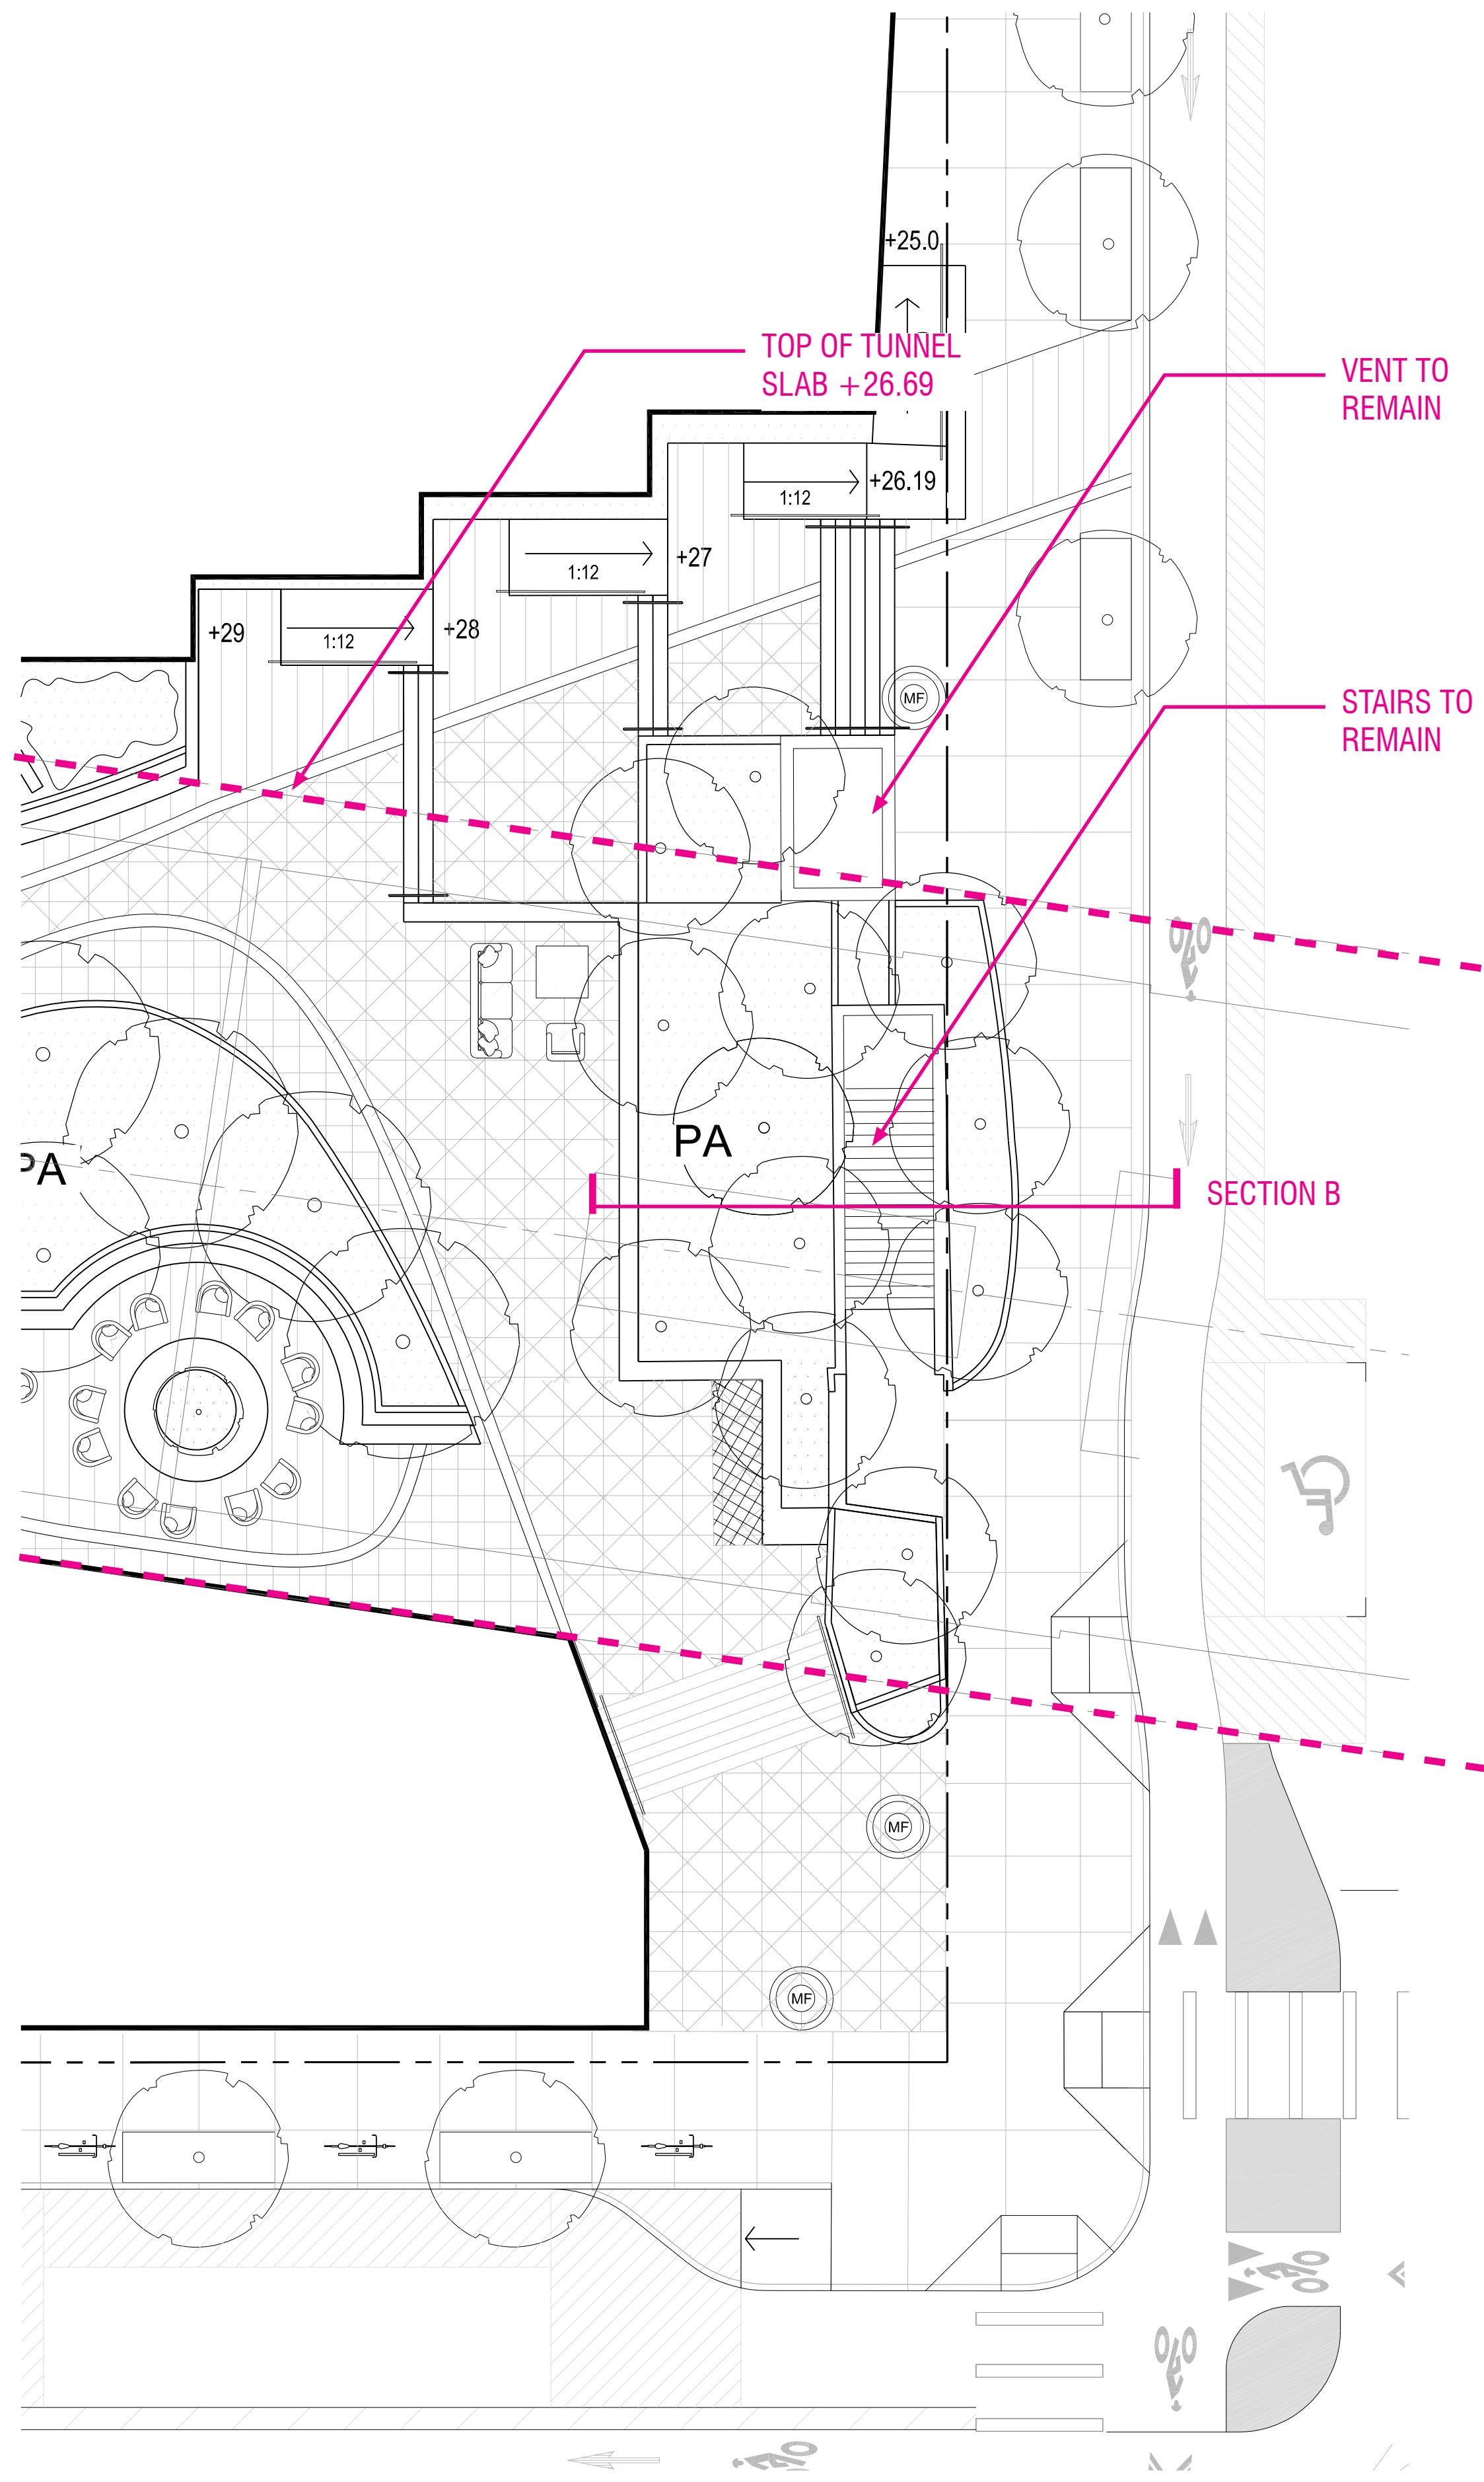 +25.0
TOP OF TUNNEL
SLAB +26.69
VENT TO
REMAIN
1:12
+26.19
1:12
+27
+29
1:12
+28
MF
STAIRS TO
REMAIN
PA
PA
SECTION B
MF
MF